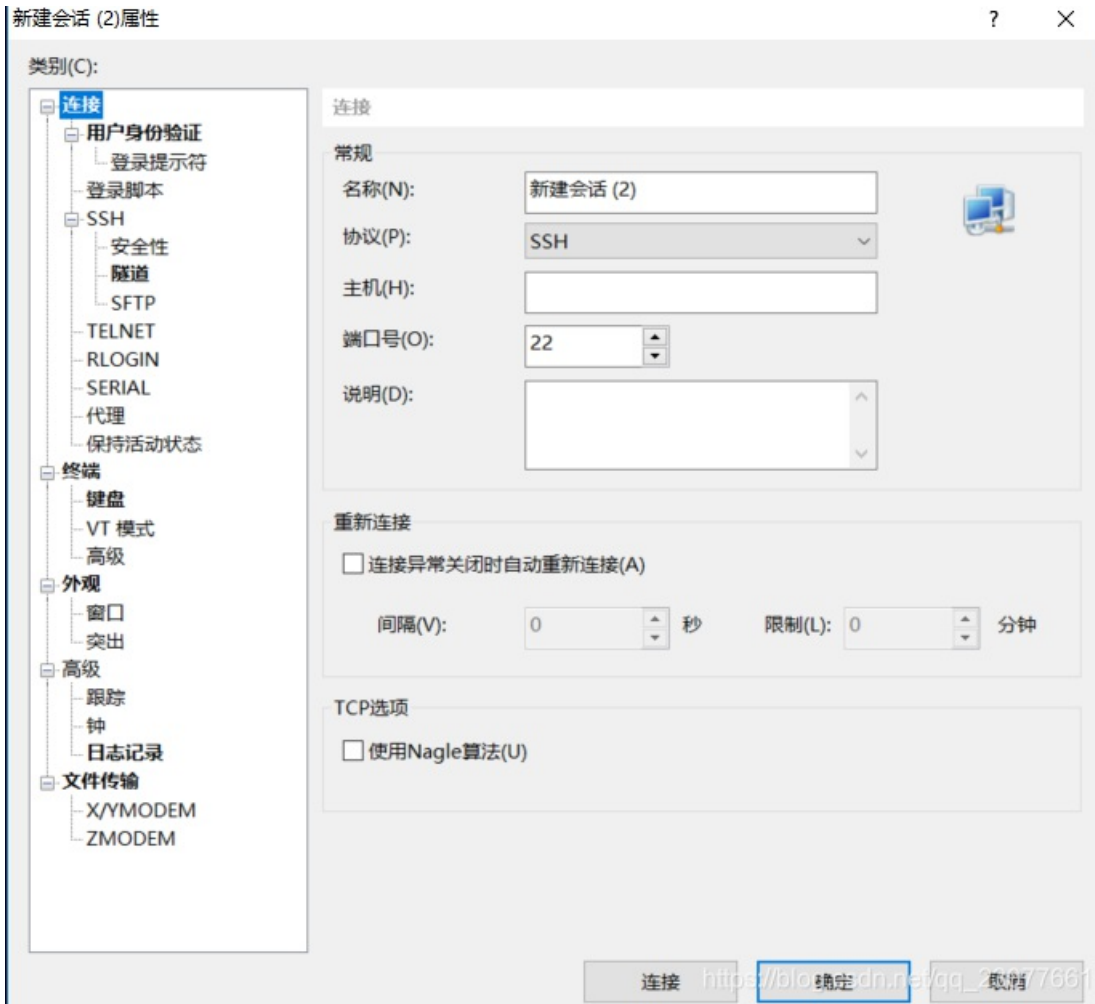 新建会话 (2)属性
?
类别(C):
连接
用户身份验证
登录提示符
登录脚本
SSH
安全性
隧道
SFTP
TELNET
RLOGIN
SERIAL
代理
保持活动状态
终端
键盘
VT 模式
高级
外观
窗口
突出
高级
跟踪
钟
日志记录
文件传输
X/YMODEM
ZMODEM
连接
常规
名称(N): 新建会话 (2)
协议(P): SSH
主机(H):
端口号(O): 22
说明(D):
重新连接
连接异常关闭时自动重新连接(A)
间隔(V): 0 秒 限制(L): 0 分钟
TCP选项
使用Nagle算法(U)
连接 确定 取消